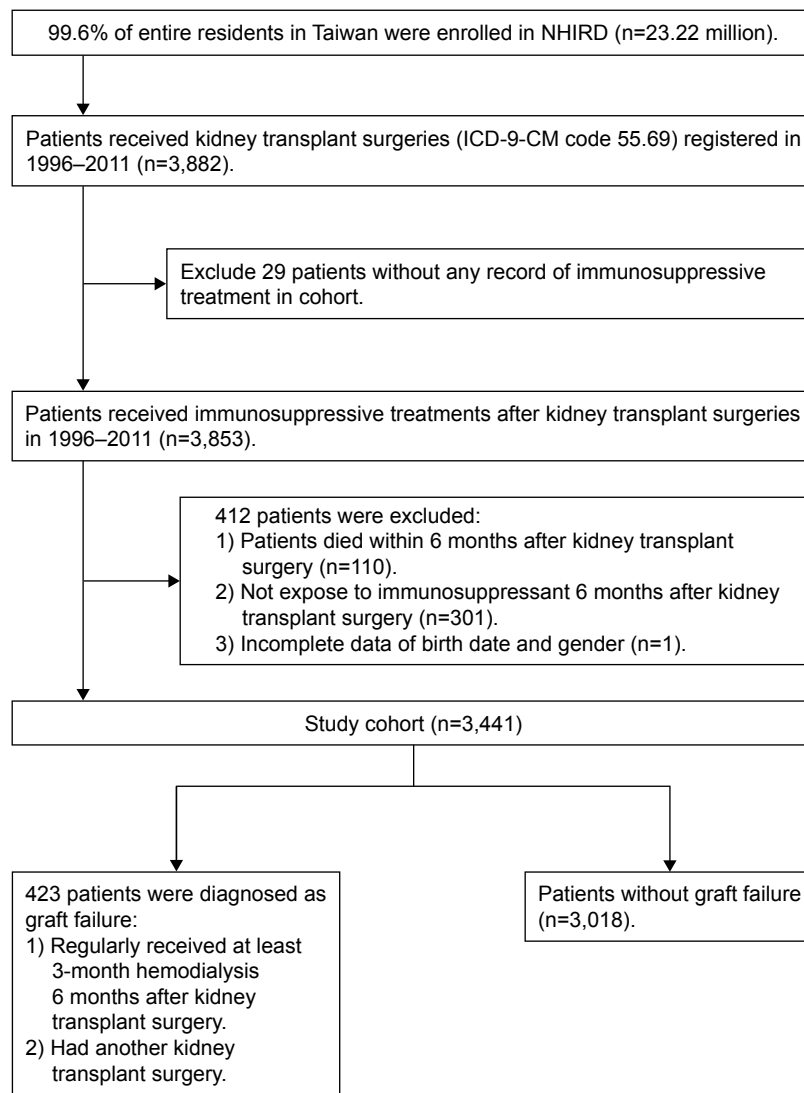 99.6% of entire residents in Taiwan were enrolled in NHIRD (n=23.22 million).
Patients received kidney transplant surgeries (ICD-9-CM code 55.69) registered in
1996–2011 (n=3,882).
Exclude 29 patients without any record of immunosuppressive
treatment in cohort.
Patients received immunosuppressive treatments after kidney transplant surgeries
in 1996–2011 (n=3,853).
412 patients were excluded:
1) Patients died within 6 months after kidney transplant
surgery (n=110).
2) Not expose to immunosuppressant 6 months after kidney
transplant surgery (n=301).
3) Incomplete data of birth date and gender (n=1).
Study cohort (n=3,441)
423 patients were diagnosed as
graft failure:
1) Regularly received at least
3-month hemodialysis
6 months after kidney
transplant surgery.
2) Had another kidney
transplant surgery.
Patients without graft failure
(n=3,018).